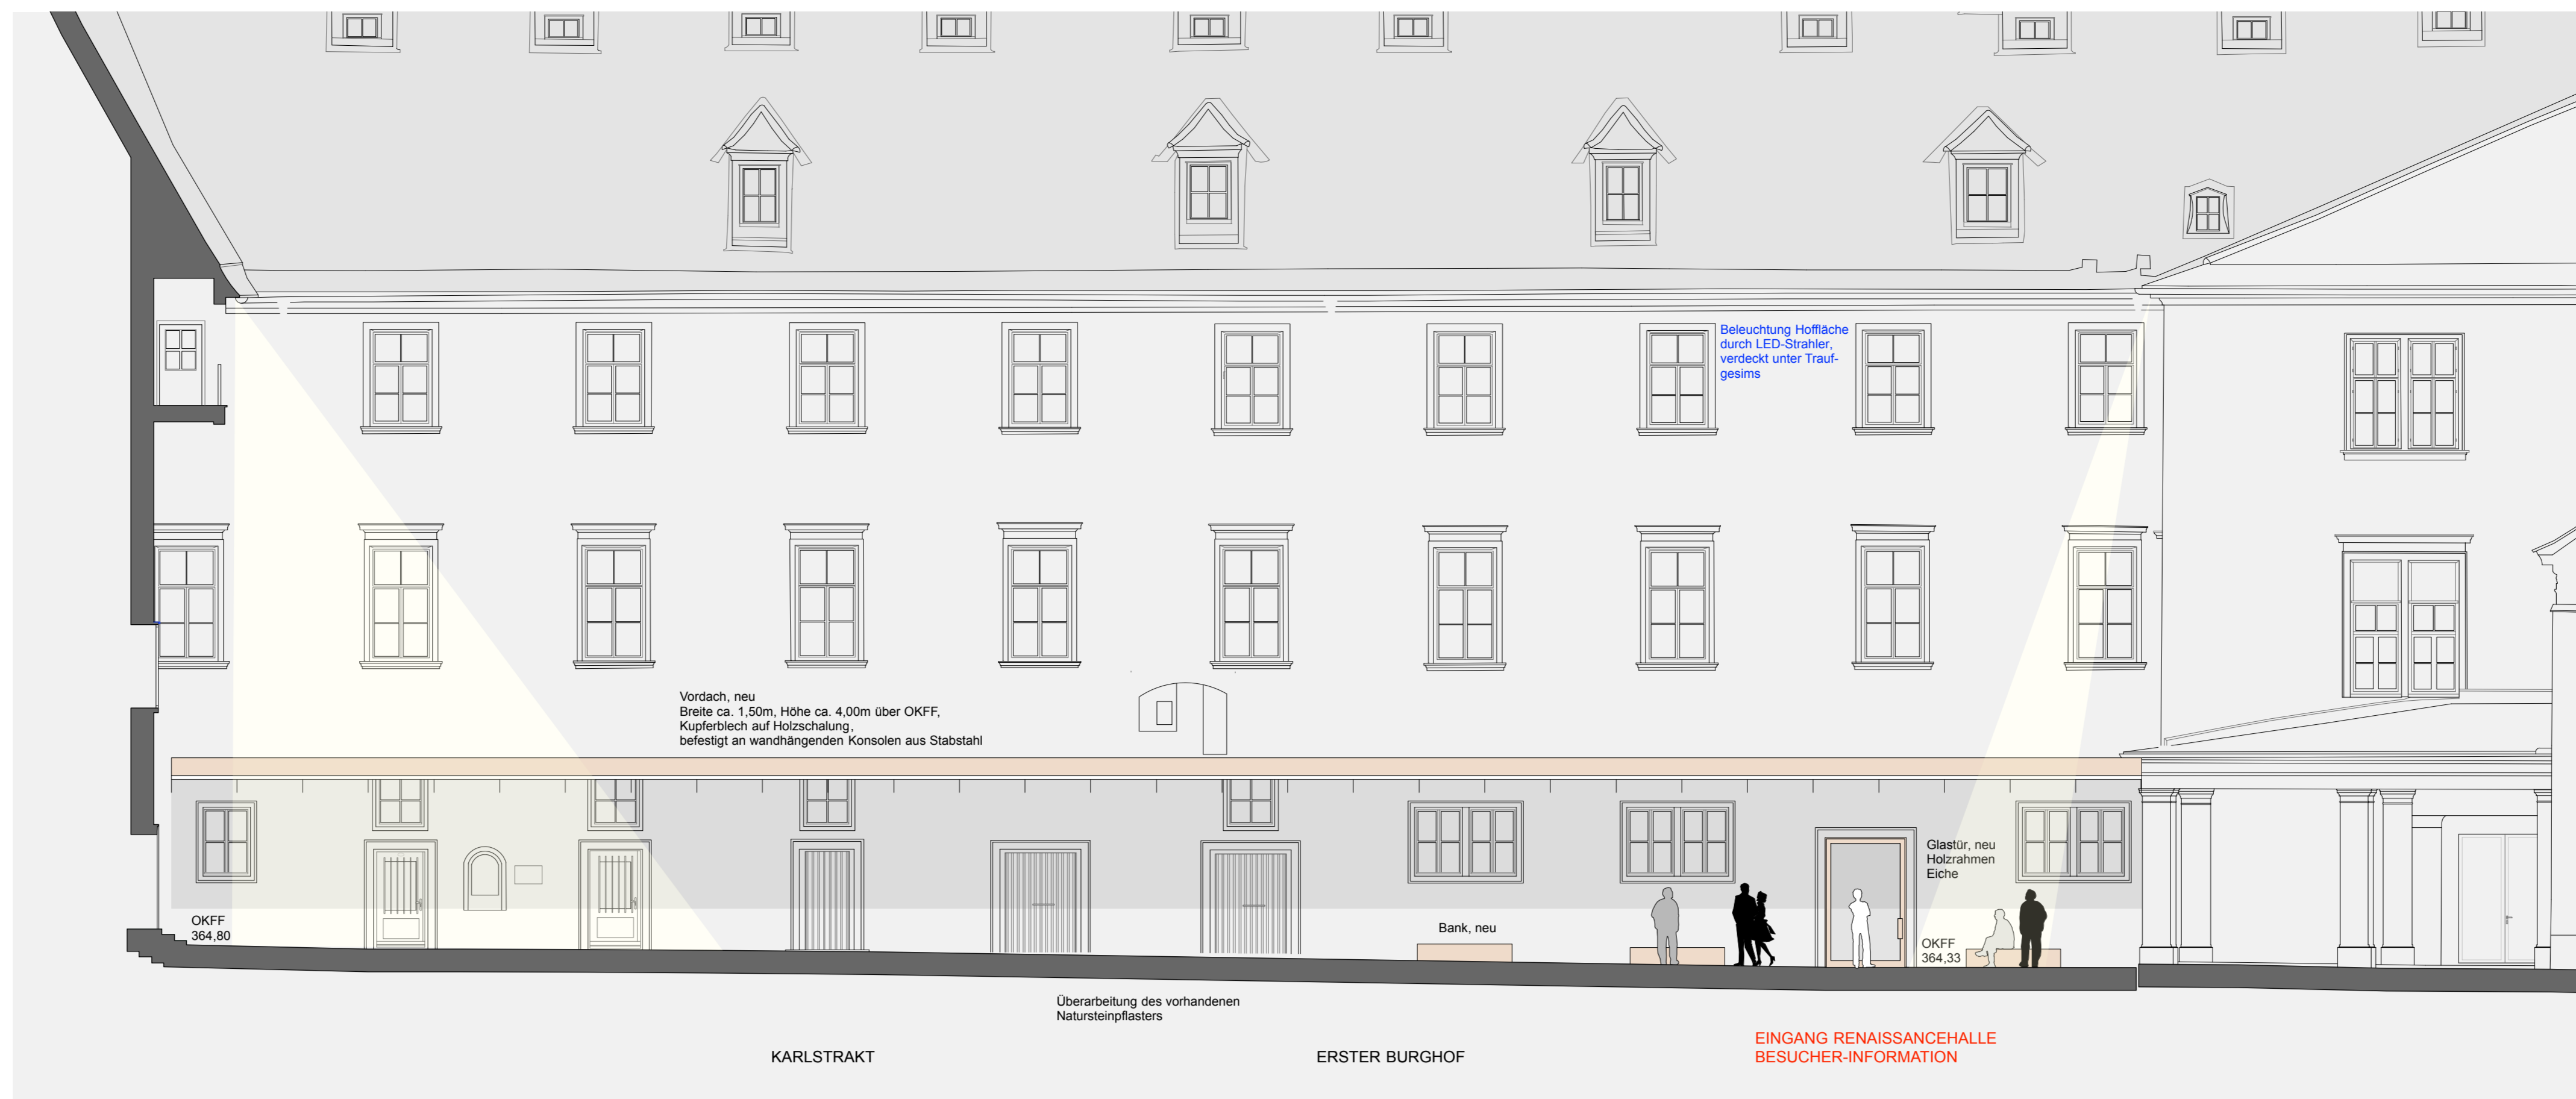 Beleuchtung Hoffläche
durch LED-Strahler,
verdeckt unter Trauf-
gesims
Vordach, neu
Breite ca. 1,50m, Höhe ca. 4,00m über OKFF,
Kupferblech auf Holzschalung,
befestigt an wandhängenden Konsolen aus Stabstahl
Glastür, neu
Holzrahmen
Eiche
OKFF
364,80
Bank, neu
OKFF
364,33
Überarbeitung des vorhandenen
Natursteinpflasters
KARLSTRAKT
ERSTER BURGHOF
EINGANG RENAISSANCEHALLE
BESUCHER-INFORMATION